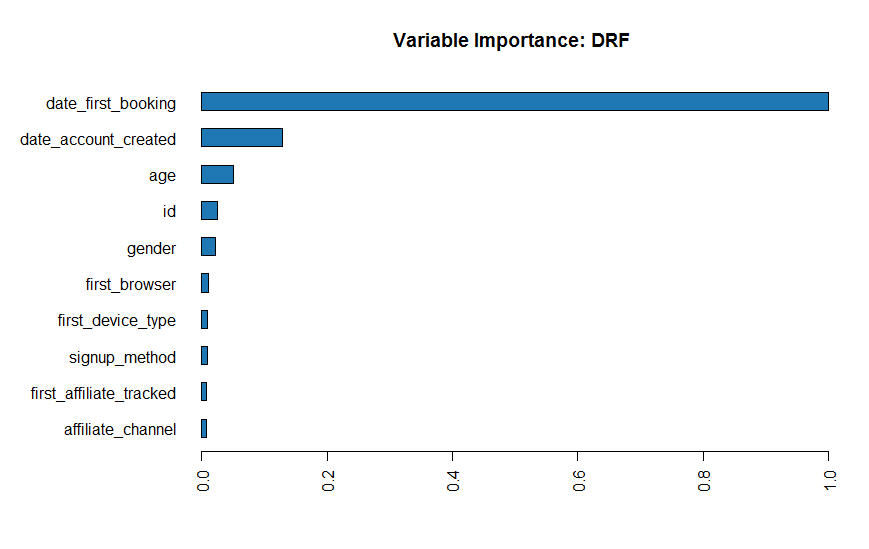 Variable Importance: DRF
date_first_booking
date_account_created
age
id
gender
first_browser
first_device_type
signup_method
first_affiliate_tracked
affiliate_channel
0.0
0.2
0.4
0.6
0.8
1.0